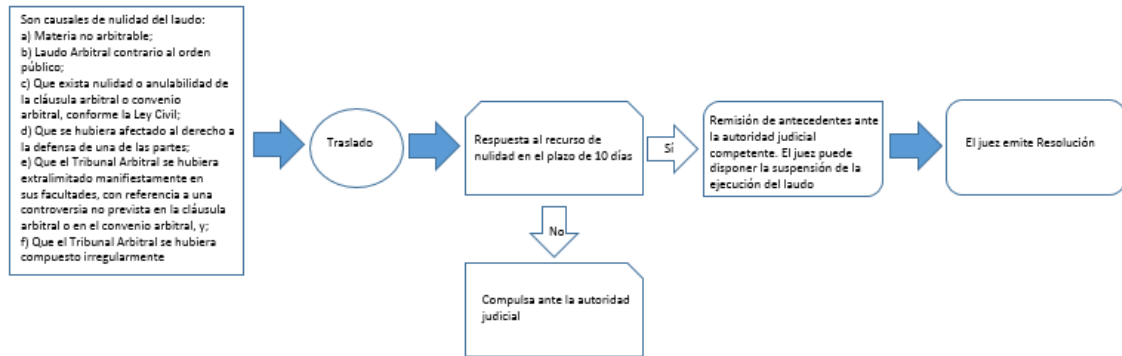 Son causales de nulidad del laudo:
a) Materia no arbitrable;
b) Laudo Arbitral contrario al orden
público;
c) Que exista nulidad o anulabilidad de
la cláusula arbitral o convenio
arbitral, conforme la Ley Civil;
d) Que se hubiera afectado al derecho a
la defensa de una de las partes;
e) Que el Tribunal Arbitral se hubiera
extralimitado manifiestamente en
sus facultades, con referencia a una
controversia no prevista en la cláusula
arbitral o en el convenio arbitral, y;
f) Que el Tribunal Arbitral se hubiera
compuesto irregularmente
Traslado
Respuesta al recurso de
nulidad en el plazo de 10 días
Sí
Remisión de antecedentes ante
la autoridad judicial
competente. El juez puede
disponer la suspensión de la
ejecución del laudo
El juez emite Resolución
No
Compulsa ante la autoridad
judicial